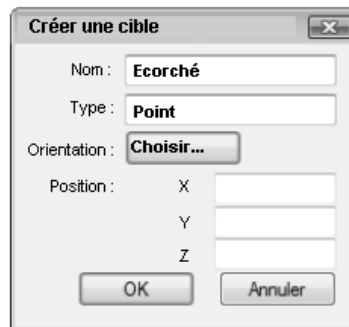 Créer une cible
Nom : Ecorché
Type : Point
Orientation : Choisir...
Position : X
Y
Z
OK Annuler